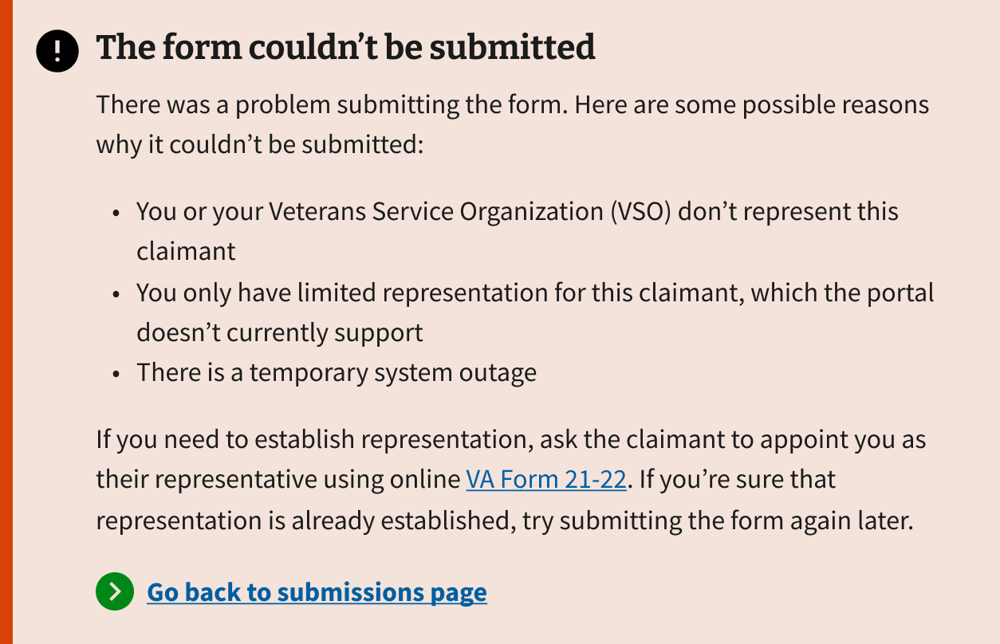 The form couldn’t be submitted
There was a problem submitting the form. Here are some possible reasons
why it couldn’t be submitted:
• You or your Veterans Service Organization (VSO) don’t represent this
claimant
• You only have limited representation for this claimant, which the portal
doesn’t currently support
• There is a temporary system outage
If you need to establish representation, ask the claimant to appoint you as
their representative using online VA Form 21-22. If you’re sure that
representation is already established, try submitting the form again later.
Go back to submissions page